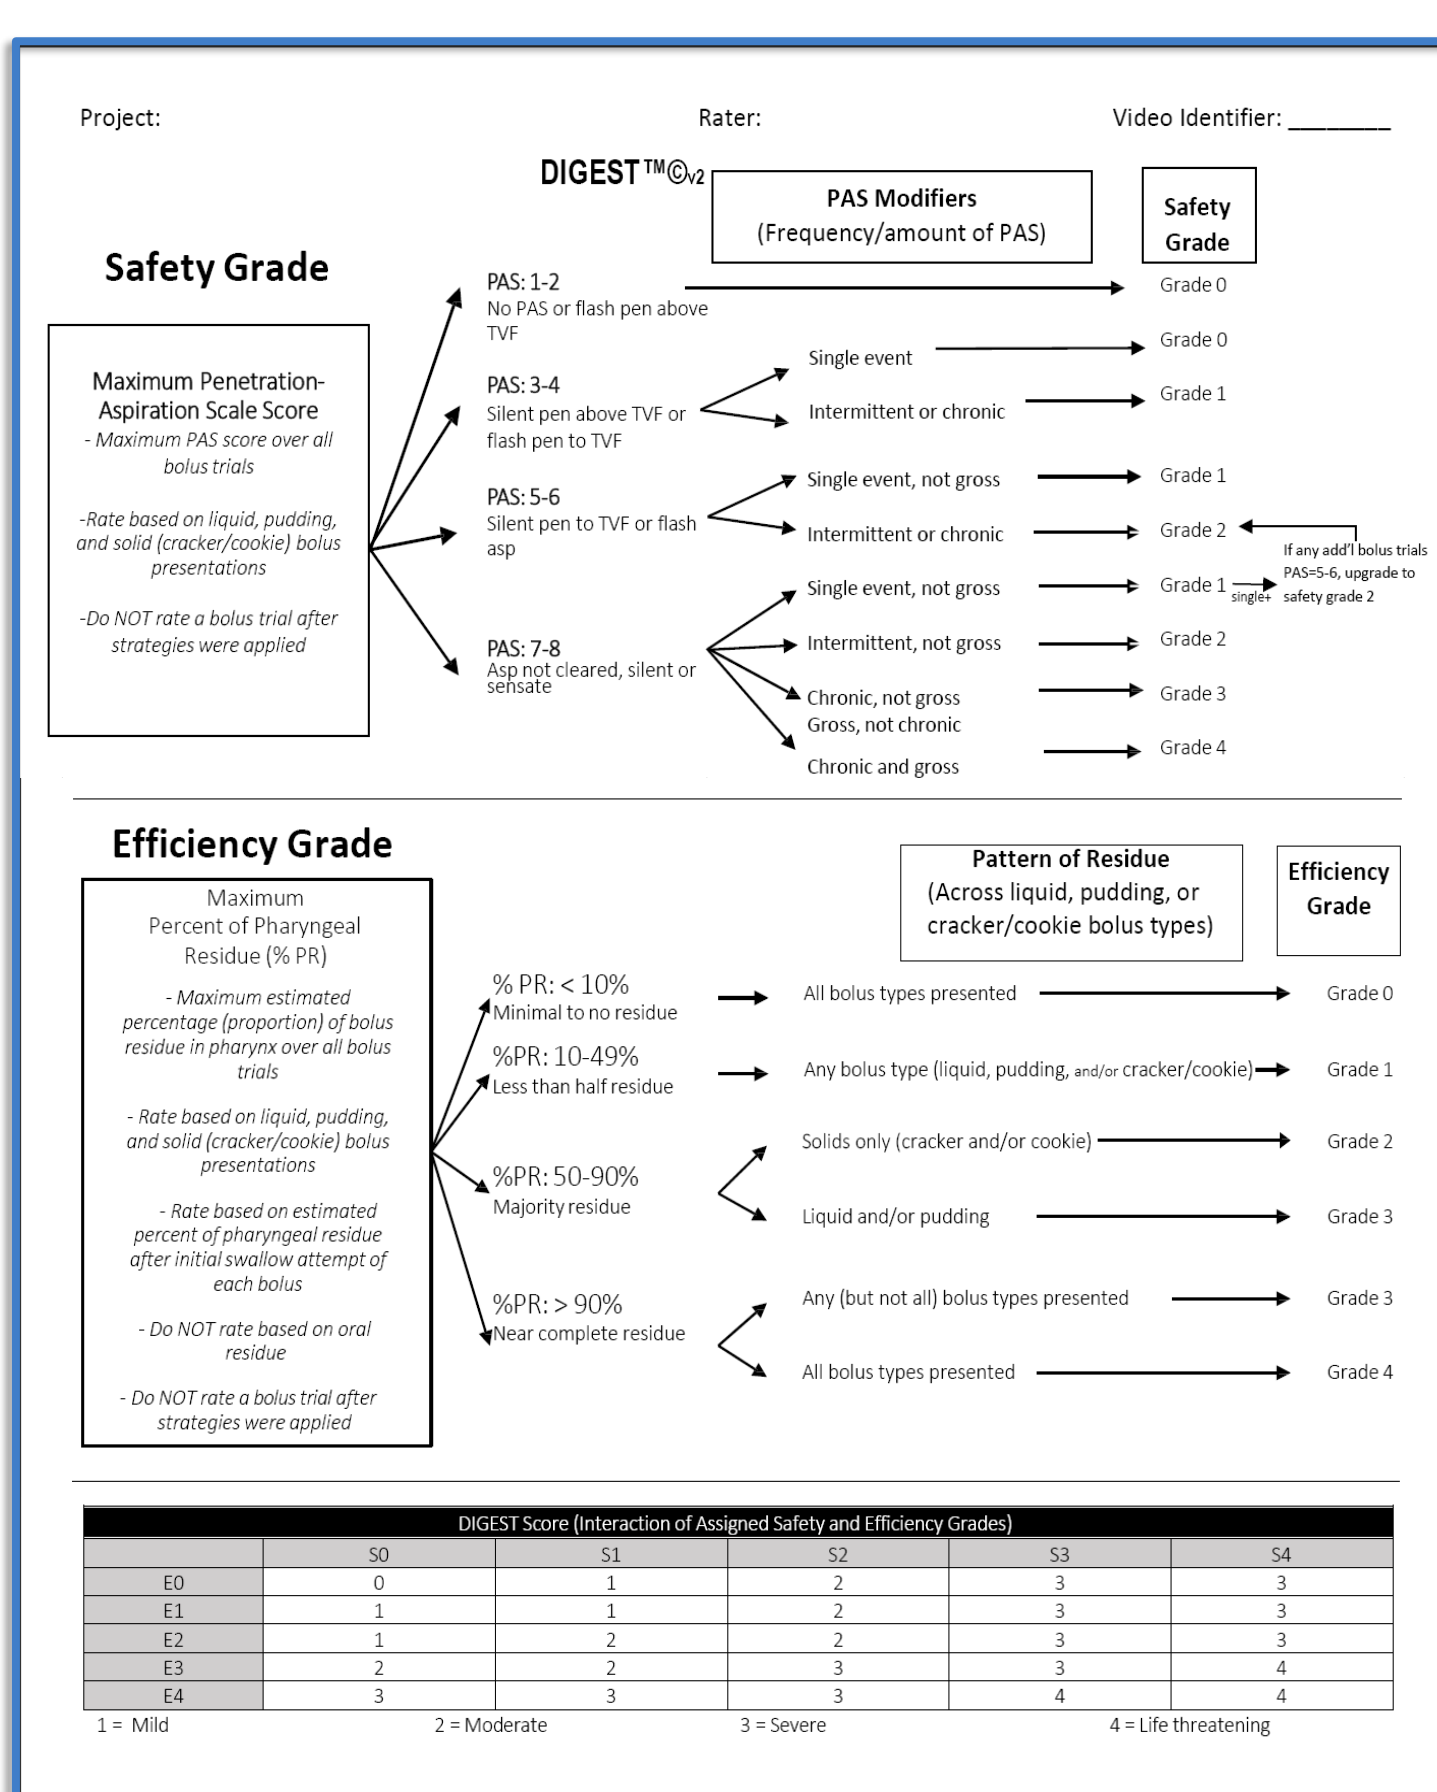 Project: Rater: Video Identifier: ________
DIGEST™©v2
PAS Modifiers
(Frequency/amount of PAS)
Safety
Grade
Safety Grade
Maximum Penetration-
Aspiration Scale Score
- Maximum PAS score over all
bolus trials
-Rate based on liquid, pudding,
and solid (cracker/cookie) bolus
presentations
-Do NOT rate a bolus trial after
strategies were applied
PAS: 1-2
No PAS or flash pen above
TVF
Grade 0
PAS: 3-4
Silent pen above TVF or
flash pen to TVF
Single event
Grade 0
Intermittent or chronic
Grade 1
PAS: 5-6
Silent pen to TVF or flash
asp
Single event, not gross
Grade 1
Intermittent or chronic
Grade 2
PAS: 7-8
Asp not cleared, silent or
sensate
Single event, not gross
Grade 1
single+
If any add'l bolus trials
PAS=5-6, upgrade to
safety grade 2
Intermittent, not gross
Grade 2
Chronic, not gross
Gross, not chronic
Grade 3
Chronic and gross
Grade 4
Efficiency Grade
Pattern of Residue
(Across liquid, pudding, or
cracker/cookie bolus types)
Efficiency
Grade
Maximum
Percent of Pharyngeal
Residue (% PR)
- Maximum estimated
percentage (proportion) of bolus
residue in pharynx over all bolus
trials
- Rate based on liquid, pudding,
and solid (cracker/cookie) bolus
presentations
- Rate based on estimated
percent of pharyngeal residue
after initial swallow attempt of
each bolus
- Do NOT rate based on oral
residue
- Do NOT rate a bolus trial after
strategies were applied
% PR: < 10%
Minimal to no residue
All bolus types presented
Grade 0
%PR: 10-49%
Less than half residue
Any bolus type (liquid, pudding, and/or cracker/cookie)
Grade 1
%PR: 50-90%
Majority residue
Solids only (cracker and/or cookie)
Grade 2
Liquid and/or pudding
Grade 3
%PR: > 90%
Near complete residue
Any (but not all) bolus types presented
Grade 3
All bolus types presented
Grade 4
DIGEST Score (Interaction of Assigned Safety and Efficiency Grades)
S0 S1 S2 S3 S4
E0 0 1 2 3 3
E1 1 1 2 3 3
E2 1 2 2 3 3
E3 2 2 3 3 4
E4 3 3 3 4 4
1 = Mild 2 = Moderate 3 = Severe 4 = Life threatening